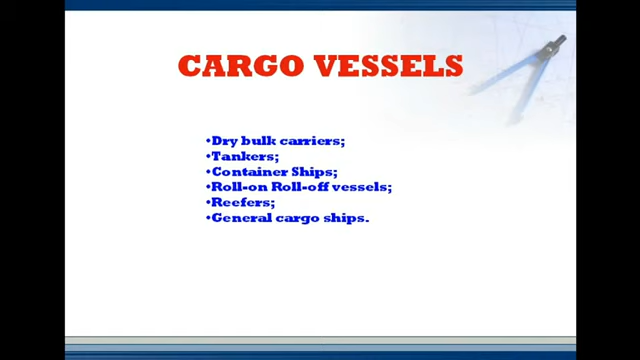 CARGO VESSELS
•Dry bulk carriers;
•Tankers;
•Container Ships;
•Roll-on Roll-off vessels;
•Reefers;
•General cargo ships.